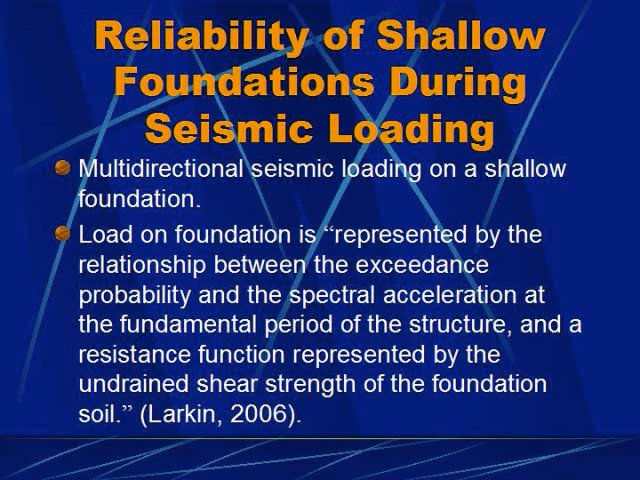 Reliability of Shallow
Foundations During
Seismic Loading
Multidirectional seismic loading on a shallow
foundation.
Load on foundation is “represented by the
relationship between the exceedance
probability and the spectral acceleration at
the fundamental period of the structure, and a
resistance function represented by the
undrained shear strength of the foundation
soil.” (Larkin, 2006).